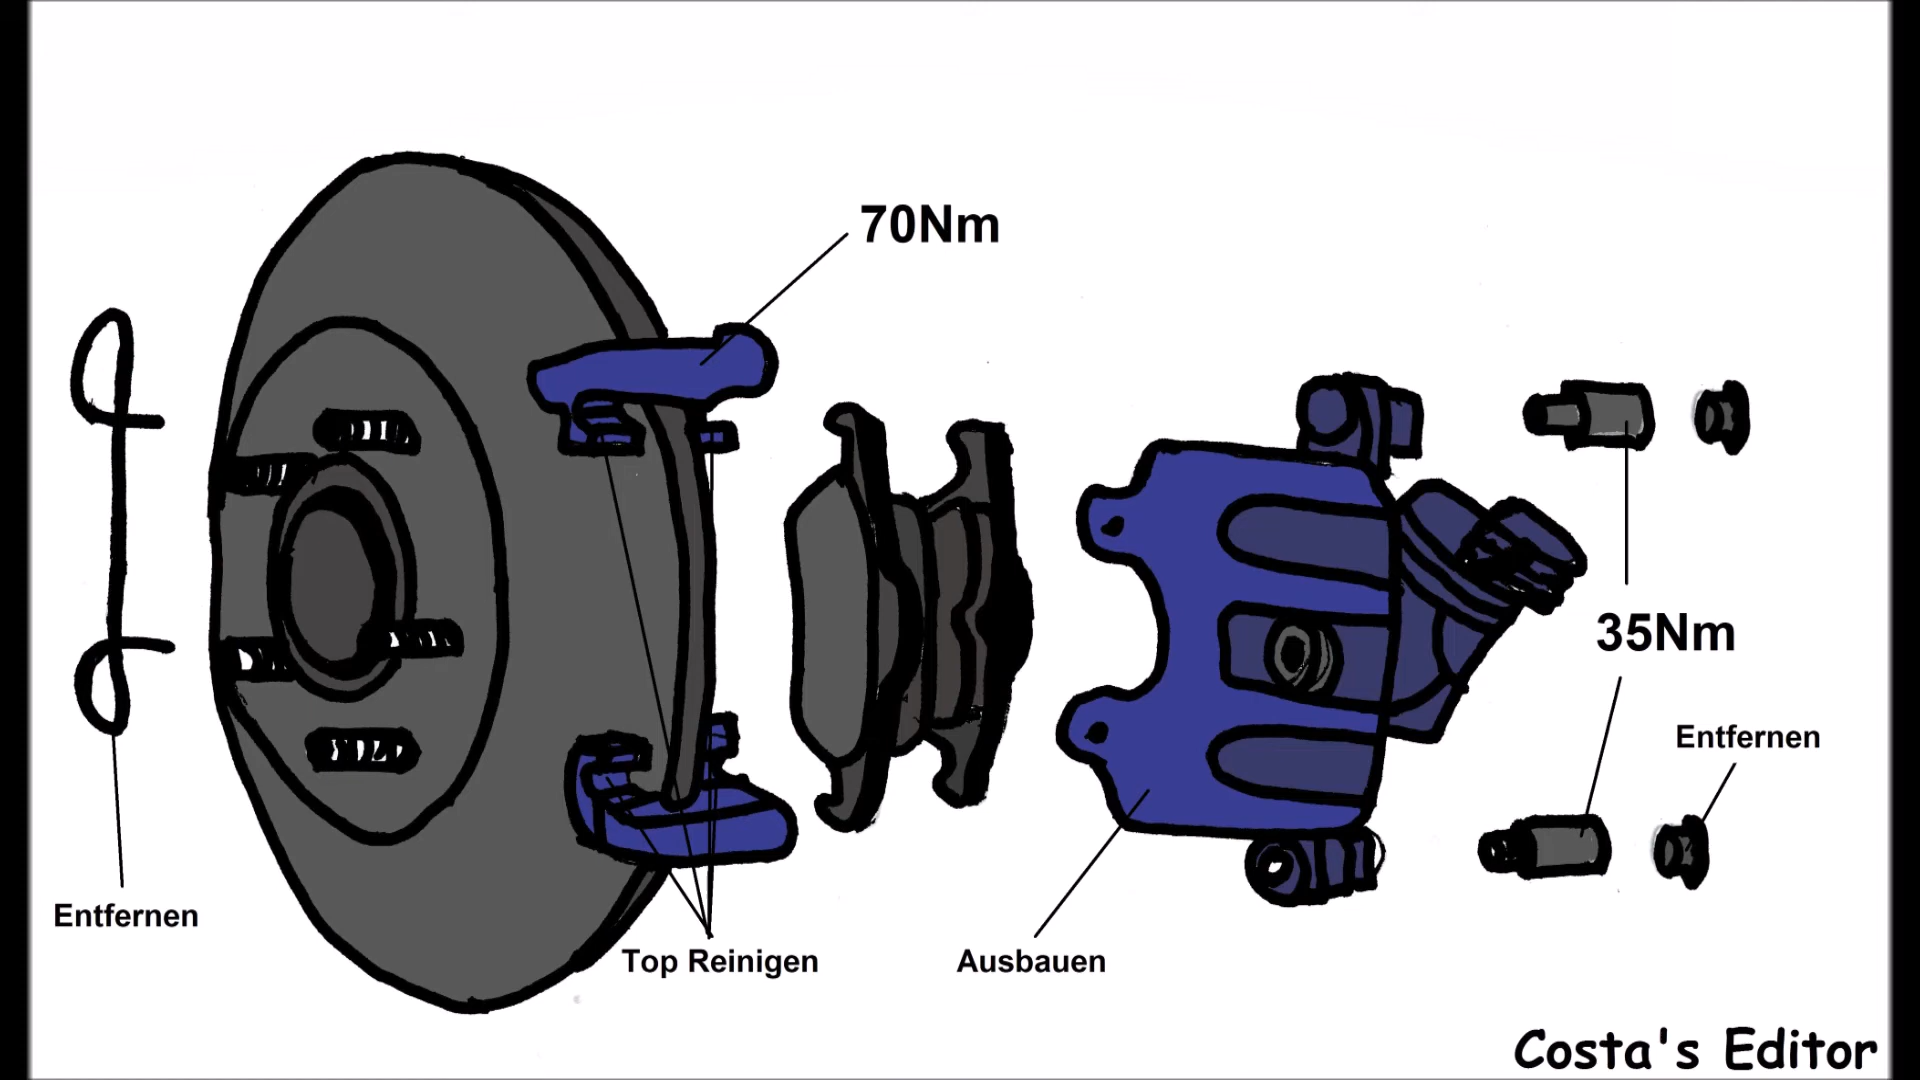 70Nm
35Nm
Entfernen
Entfernen
Top Reinigen
Ausbauen
Costa's Editor